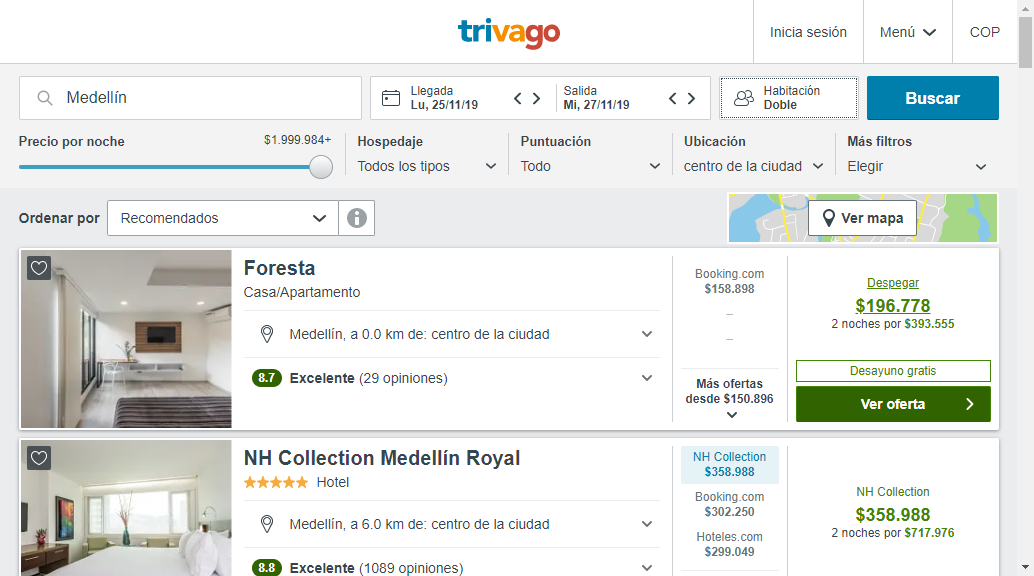 trivago
Inicia sesión
Menú
COP
Medellín
Llegada
Lu, 25/11/19
Salida
Mi, 27/11/19
Habitación
Doble
Buscar
Precio por noche
$1.999.984+
Hospedaje
Todos los tipos
Puntuación
Todo
Ubicación
centro de la ciudad
Más filtros
Elegir
Ordenar por
Recomendados
Ver mapa
Foresta
Casa/Apartamento
Medellín, a 0.0 km de: centro de la ciudad
8.7 Excelente (29 opiniones)
Booking.com
$158.898
–
–
Más ofertas
desde $150.896
Despegar
$196.778
2 noches por $393.555
Desayuno gratis
Ver oferta
NH Collection Medellín Royal
Hotel
Medellín, a 6.0 km de: centro de la ciudad
8.8 Excelente (1089 opiniones)
NH Collection
$358.988
Booking.com
$302.250
Hoteles.com
$299.049
NH Collection
$358.988
2 noches por $717.976